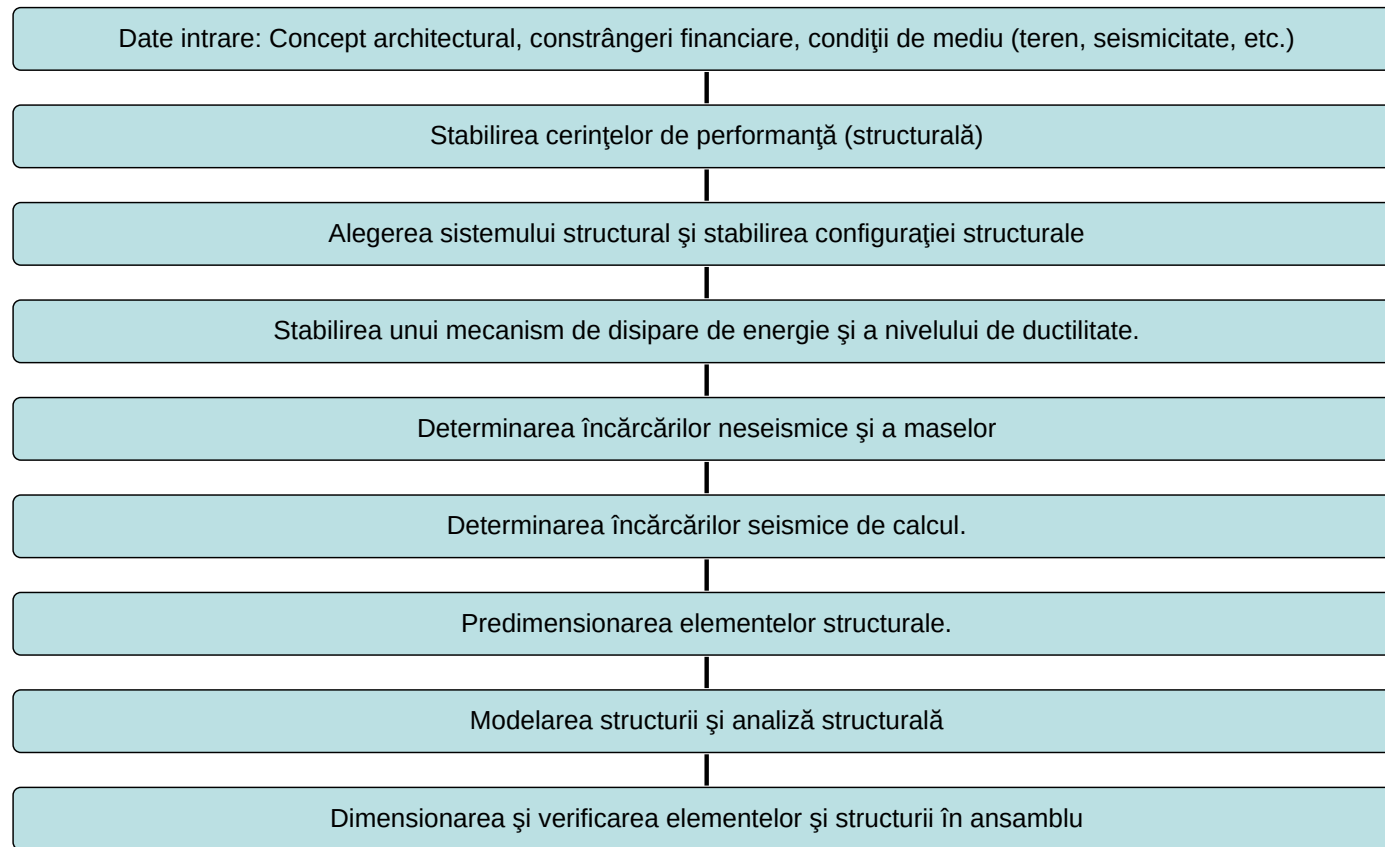 Date intrare: Concept architectural, constrângeri financiare, condiţii de mediu (teren, seismicitate, etc.)
Stabilirea cerinţelor de performanţă (structurală)
Alegerea sistemului structural şi stabilirea configuraţiei structurale
Stabilirea unui mecanism de disipare de energie şi a nivelului de ductilitate.
Determinarea încărcărilor neseismice şi a maselor
Determinarea încărcărilor seismice de calcul.
Predimensionarea elementelor structurale.
Modelarea structurii şi analiză structurală
Dimensionarea şi verificarea elementelor şi structurii în ansamblu